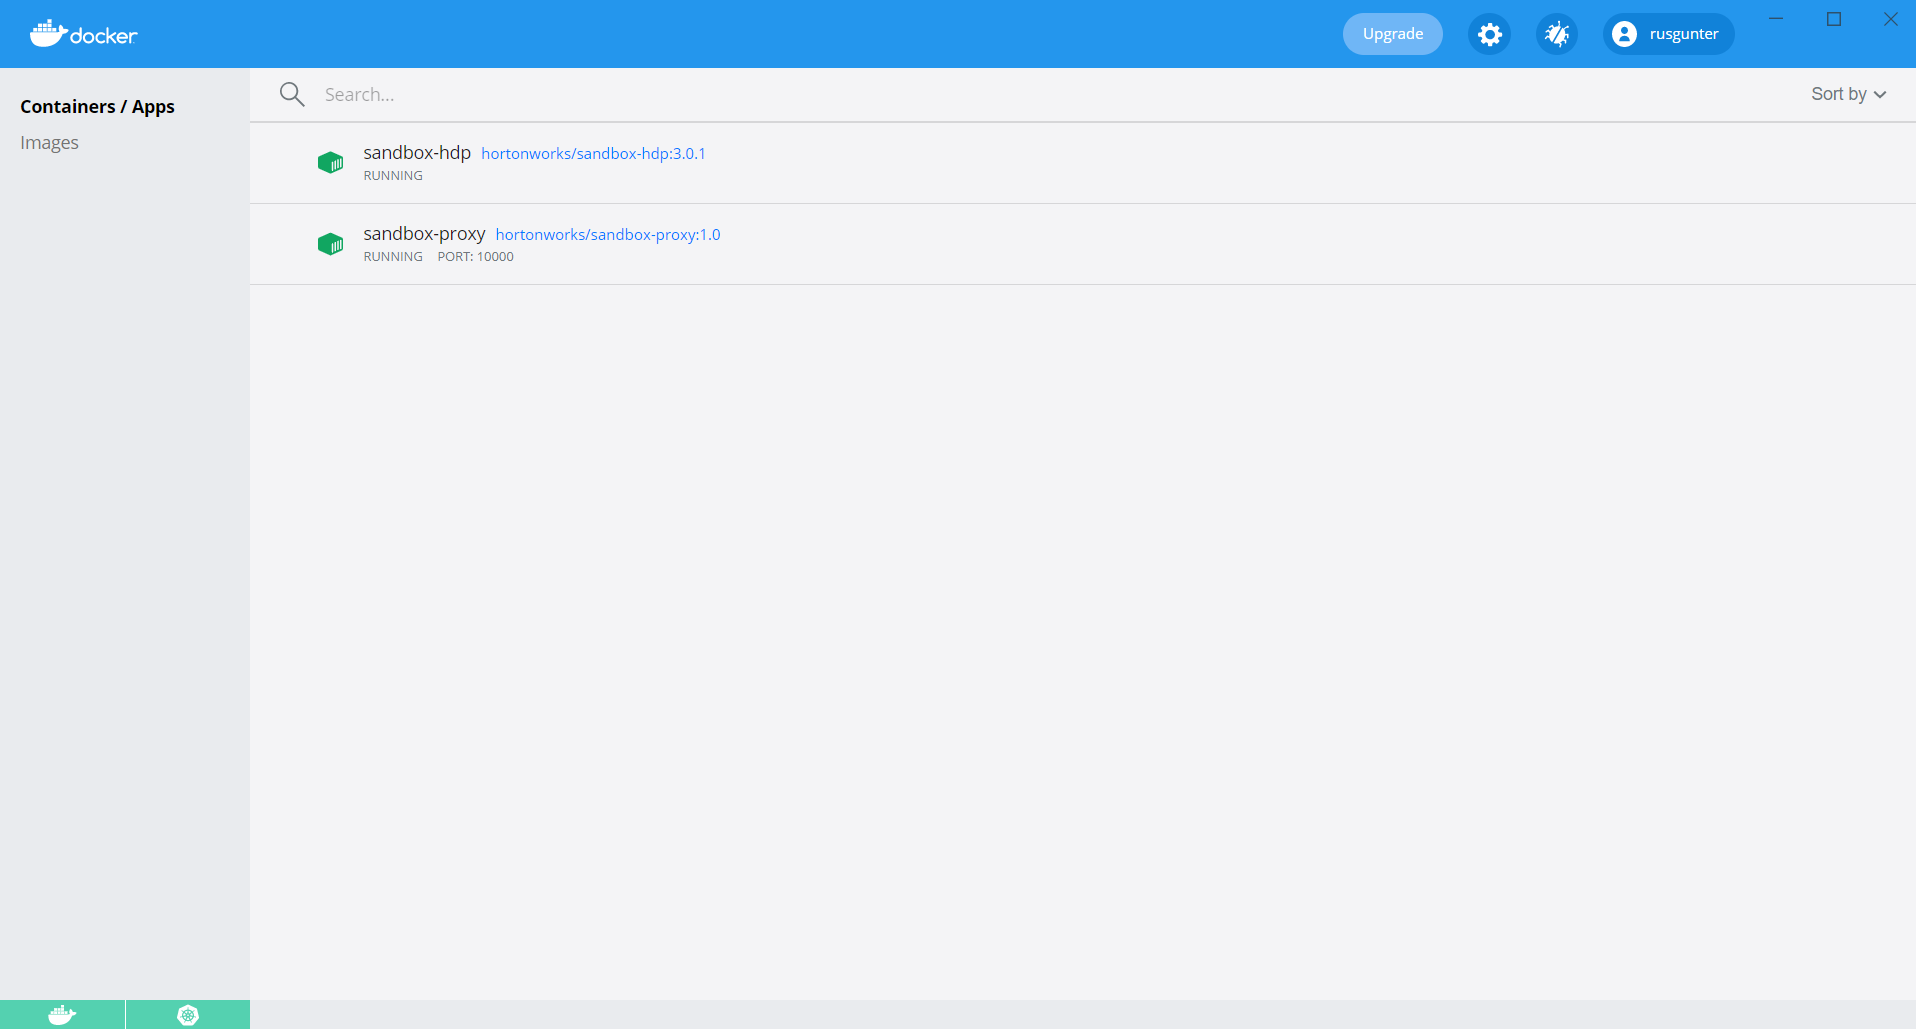 docker
Upgrade
rusgunter
Containers / Apps
Images
Search...
Sort by
sandbox-hdp hortonworks/sandbox-hdp:3.0.1
RUNNING
sandbox-proxy hortonworks/sandbox-proxy:1.0
RUNNING PORT: 10000